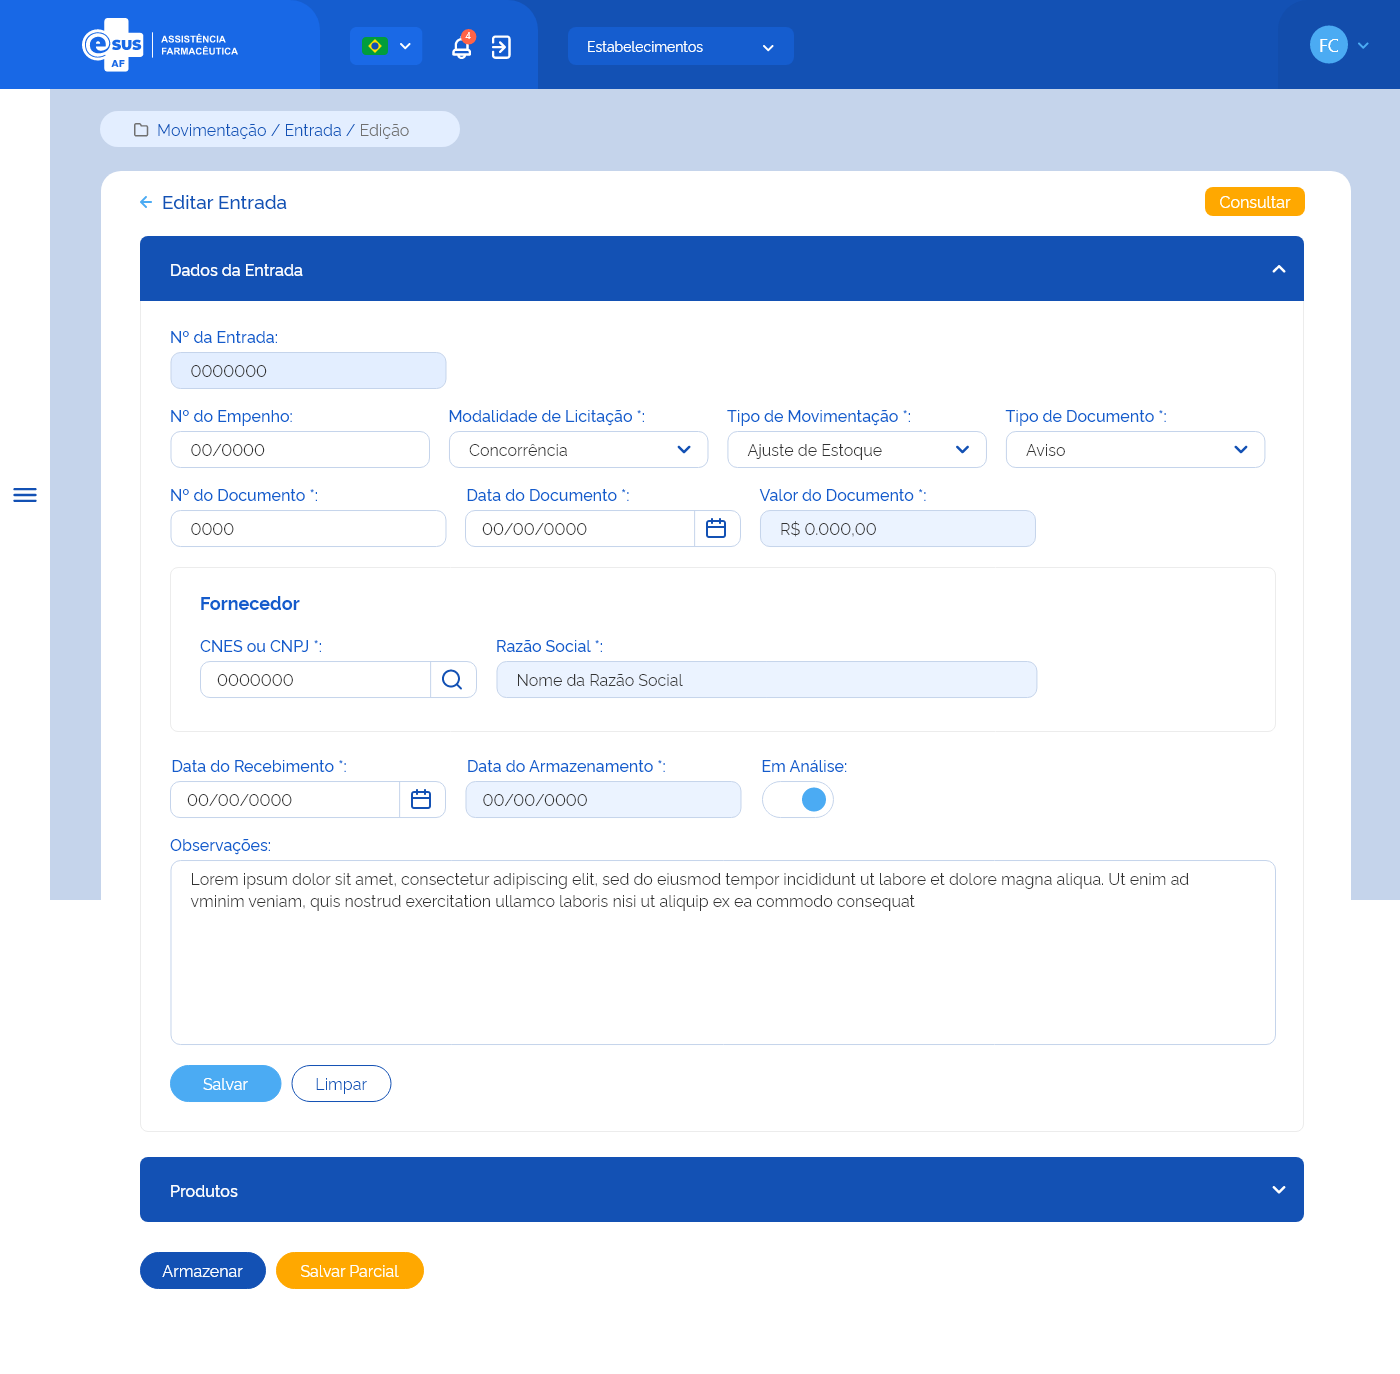 e sus AF
ASSISTÊNCIA
FARMACÊUTICA
4
Estabelecimentos
FC
Movimentação / Entrada / Edição
Editar Entrada
Consultar
Dados da Entrada
Nº da Entrada:
0000000
Nº do Empenho: Modalidade de Licitação *: Tipo de Movimentação *: Tipo de Documento *:
00/0000 Concorrência Ajuste de Estoque Aviso
Nº do Documento *: Data do Documento *: Valor do Documento *:
0000 00/00/0000 R$ 0.000,00
Fornecedor
CNES ou CNPJ *: Razão Social *:
0000000 Nome da Razão Social
Data do Recebimento *: Data do Armazenamento *: Em Análise:
00/00/0000 00/00/0000
Observações:
Lorem ipsum dolor sit amet, consectetur adipiscing elit, sed do eiusmod tempor incididunt ut labore et dolore magna aliqua. Ut enim ad
vminim veniam, quis nostrud exercitation ullamco laboris nisi ut aliquip ex ea commodo consequat
Salvar Limpar
Produtos
Armazenar Salvar Parcial